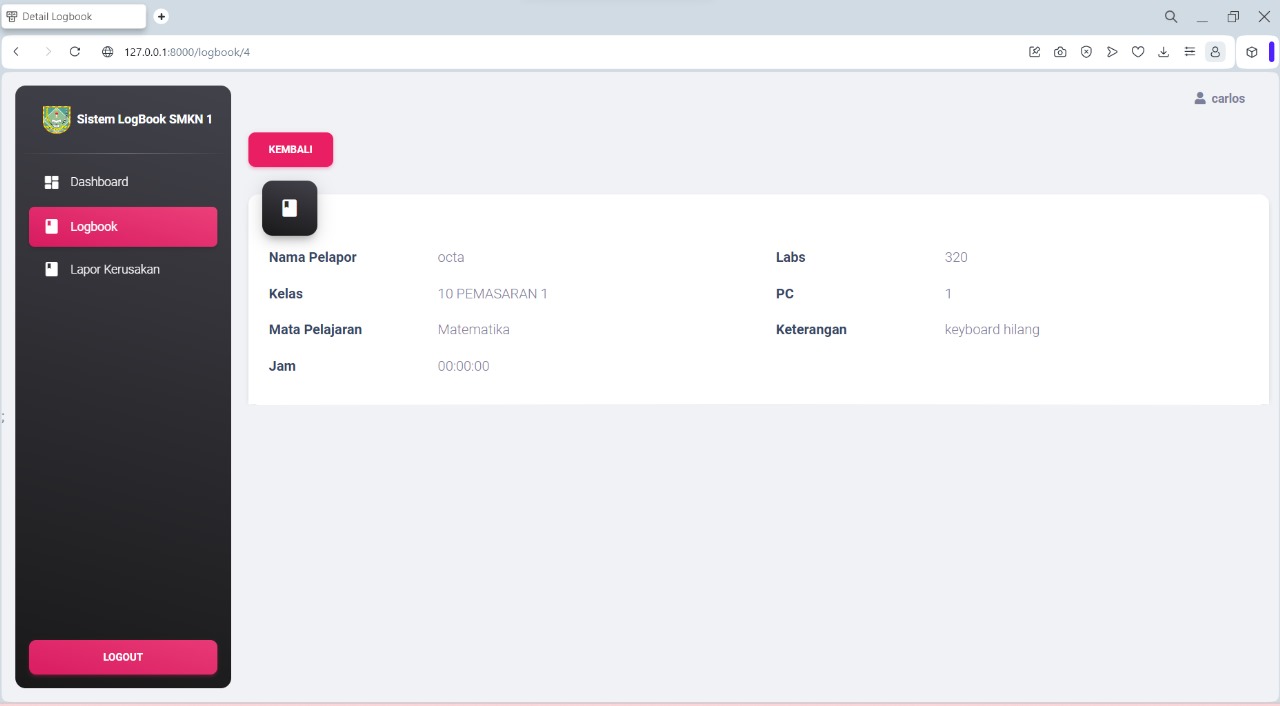 Detail Logbook
127.0.0.1:8000/logbook/4
Sistem LogBook SMKN 1
carlos
KEMBALI
Dashboard
Logbook
Lapor Kerusakan
Nama Pelapor octa Labs 320
Kelas 10 PEMASARAN 1 PC 1
Mata Pelajaran Matematika Keterangan keyboard hilang
Jam 00:00:00
;
LOGOUT